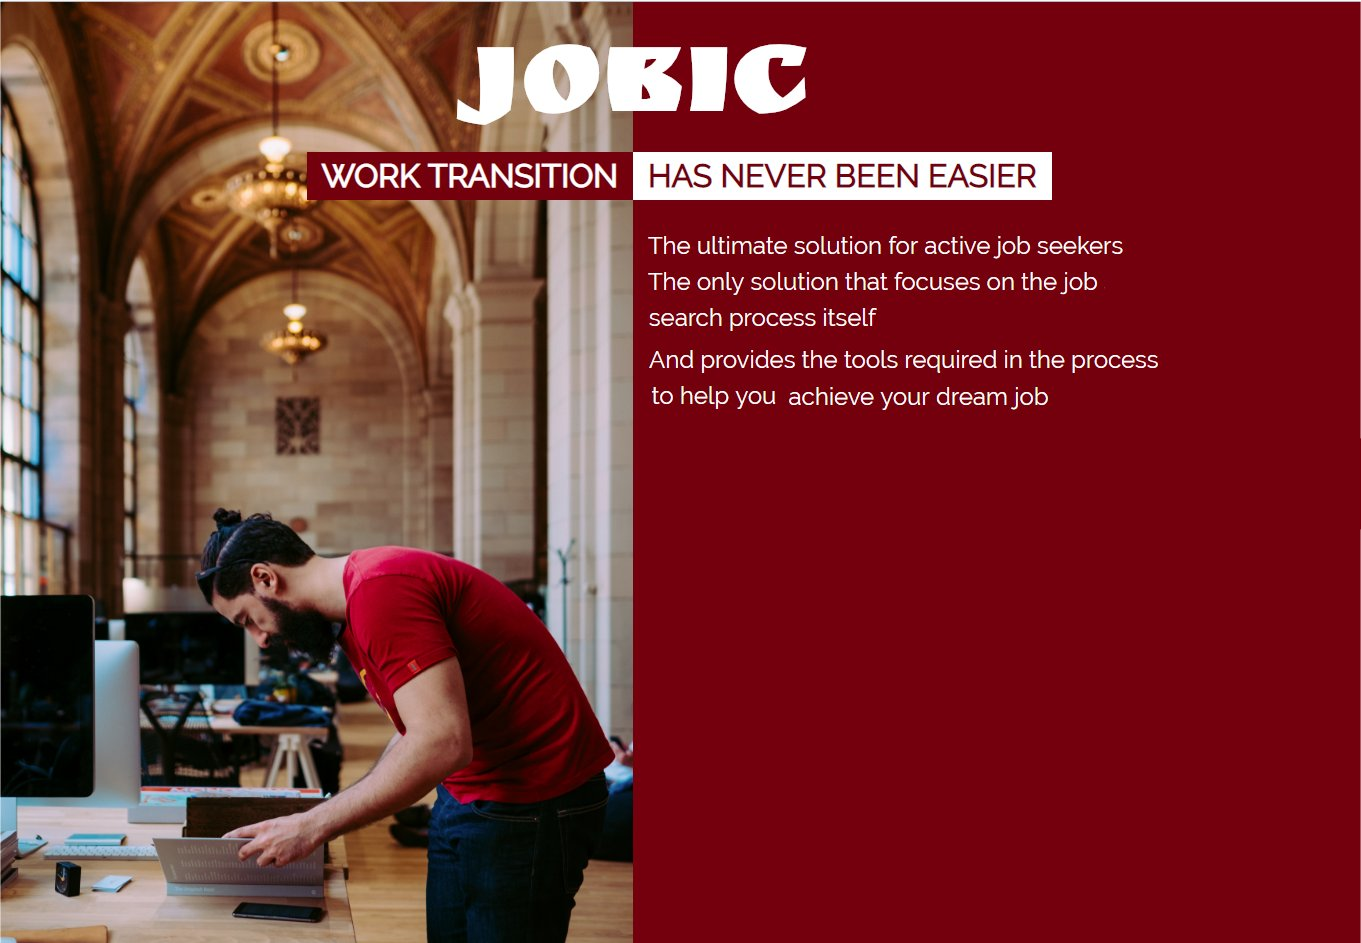 JOBIC
WORK TRANSITION HAS NEVER BEEN EASIER
The ultimate solution for active job seekers
The only solution that focuses on the job
search process itself
And provides the tools required in the process
to help you achieve your dream job